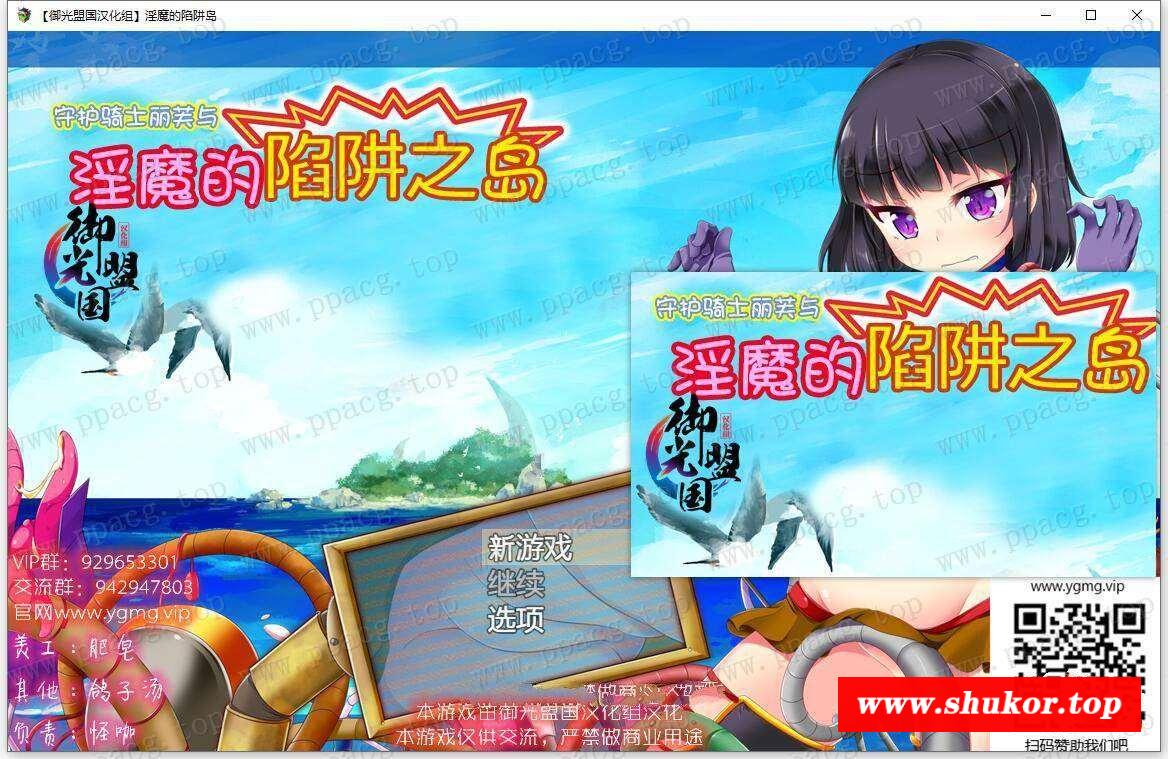 【御光盟国汉化组】淫魔的陷阱岛
守护骑士丽芙与
淫魔的陷阱之岛
御光盟国
汉化组
守护骑士丽芙与
淫魔的陷阱之岛
御光盟国
汉化组
新游戏
继续
选项
VIP群：929653301
交流群：942947803
官网www.ygmg.vip
美工：肥皂
其他：鸽子汤
负责：怪咖
本游戏由御光盟国汉化组汉化
本游戏仅供交流，严禁做商业用途
www.ygmg.vip
www.shukor.top
扫码赞助我们吧
www.ppacg.top